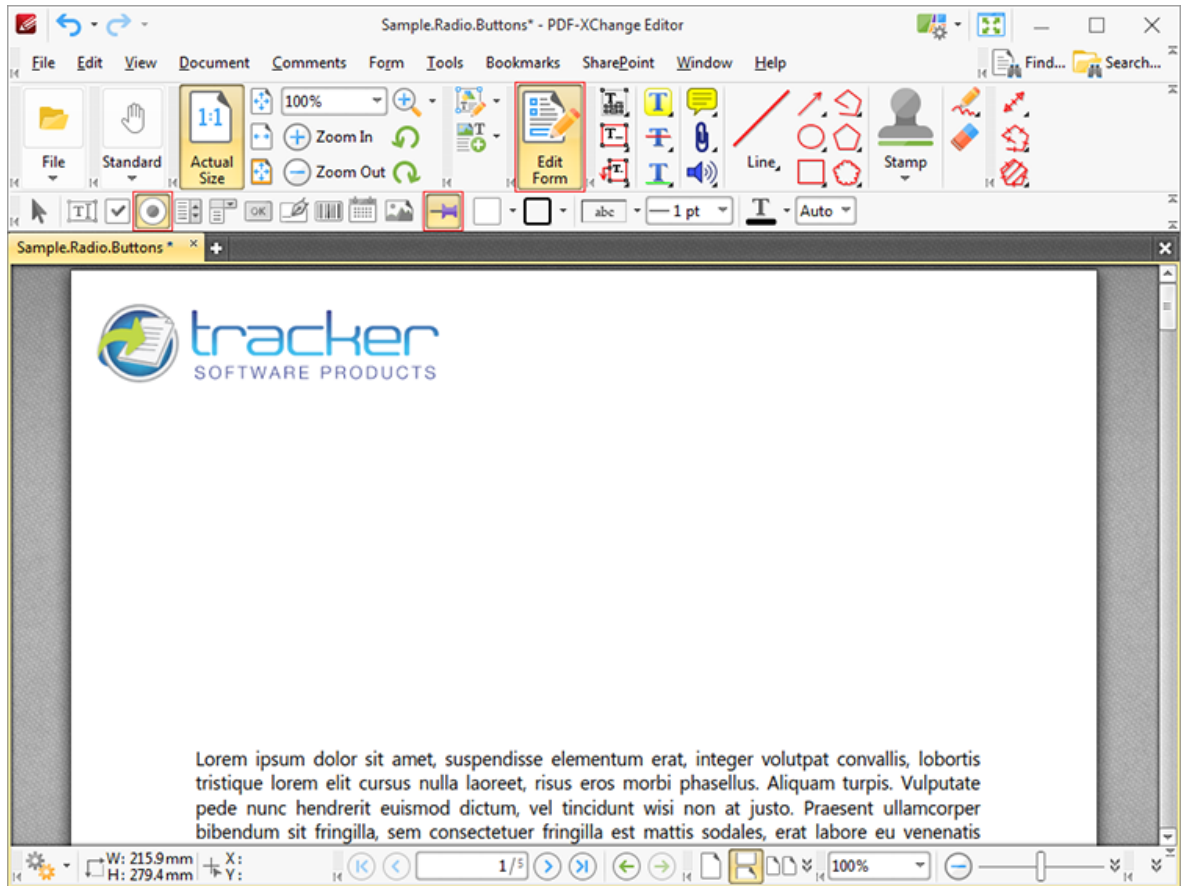 Sample.Radio.Buttons* - PDF-XChange Editor
File Edit View Document Comments Form Tools Bookmarks SharePoint Window Help Find... Search...
1:1 100%
Zoom In
File Standard Actual Size Zoom Out Edit Form Line Stamp
OK abc 1 pt T Auto
Sample.Radio.Buttons *
tracker
SOFTWARE PRODUCTS
Lorem ipsum dolor sit amet, suspendisse elementum erat, integer volutpat convallis, lobortis
tristique lorem elit cursus nulla laoreet, risus eros morbi phasellus. Aliquam turpis. Vulputate
pede nunc hendrerit euismod dictum, vel tincidunt wisi non at justo. Praesent ullamcorper
bibendum sit fringilla, sem consectetuer fringilla est mattis sodales, erat labore eu venenatis
W: 215.9mm X:
H: 279.4mm Y:
1/5 100%